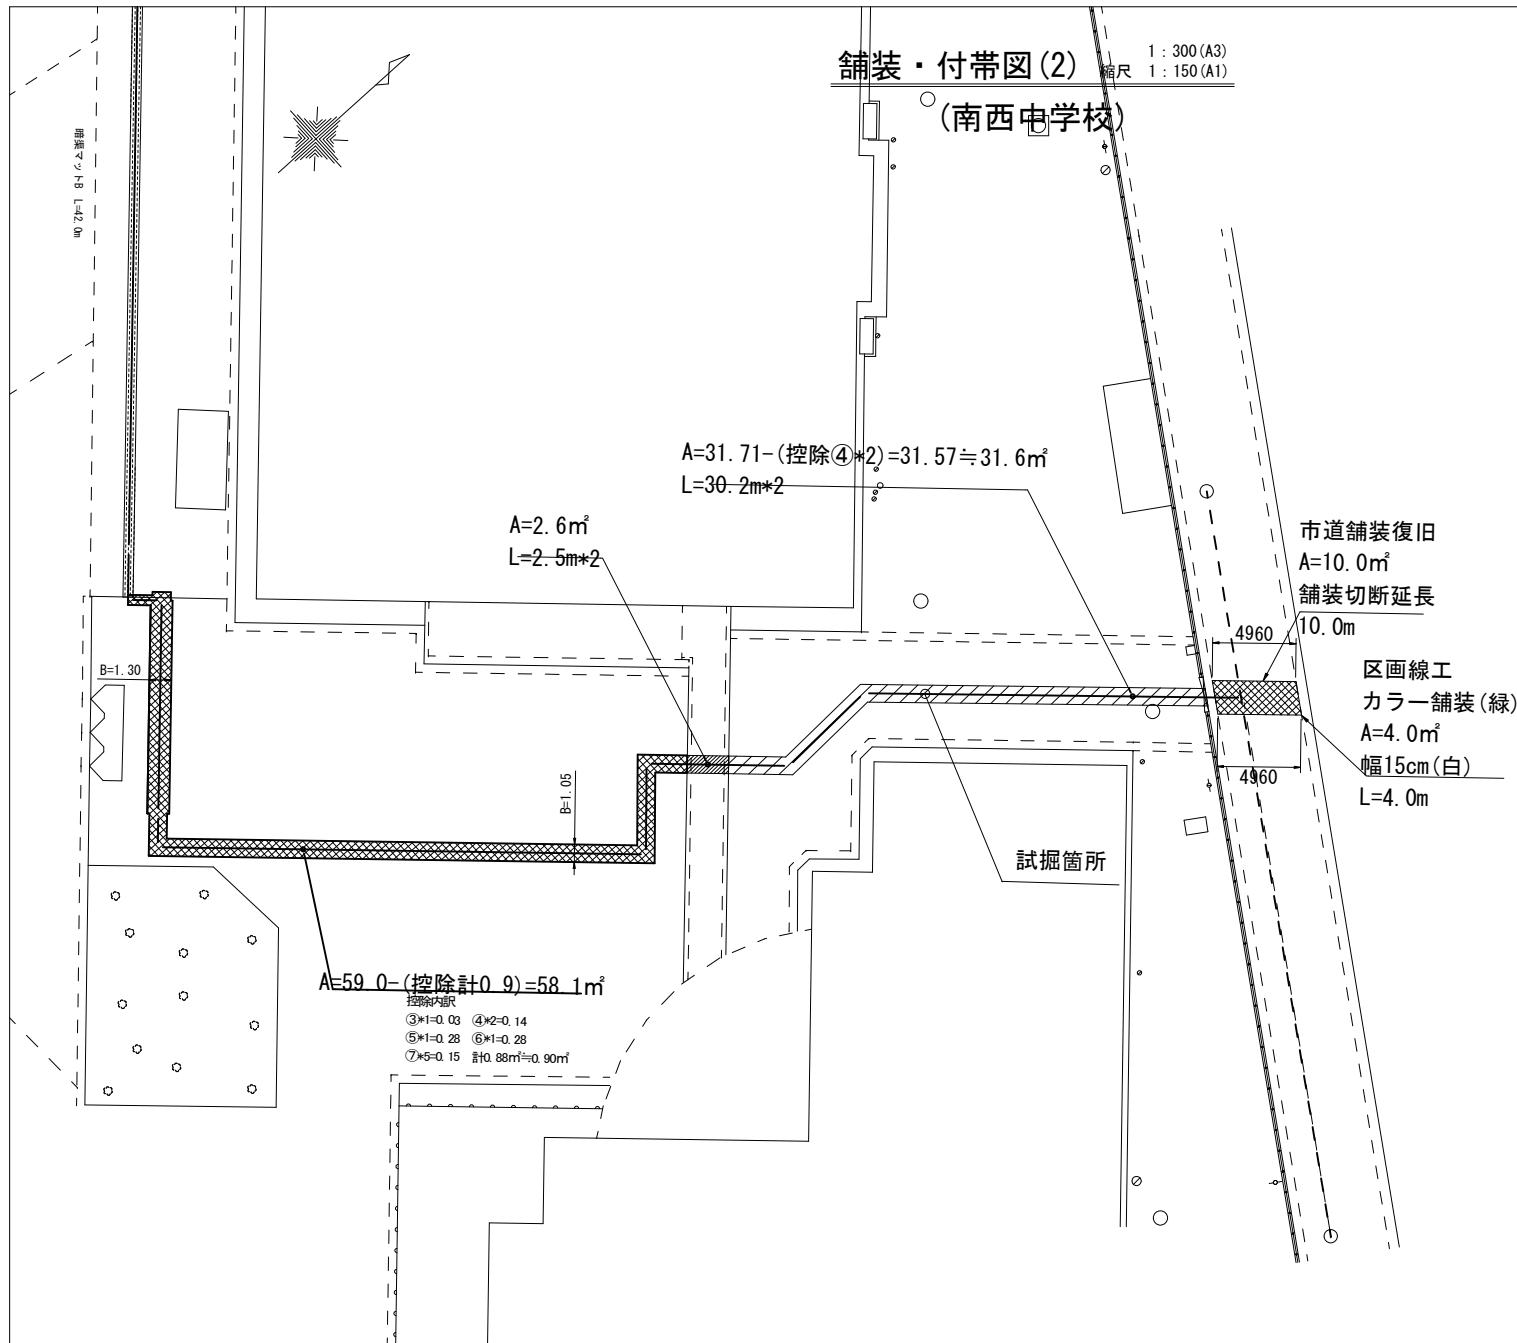 舗装・付帯図(2)
縮尺
1：300(A3)
1：150(A1)
(南西中学校)
暗渠マットB L=42.0m
A=31.71-(控除④*2)=31.57≒31.6㎡
L=30.2m*2
A=2.6㎡
L=2.5m*2
市道舗装復旧
A=10.0㎡
舗装切断延長
10.0m
4960
区画線工
カラー舗装(緑)
A=4.0㎡
幅15cm(白)
L=4.0m
4960
B=1.30
B=1.05
試掘箇所
A=59.0-(控除計0.9)=58.1㎡
控除内訳
③*1=0.03 ④*2=0.14
⑤*1=0.28 ⑥*1=0.28
⑦*5=0.15 計0.88㎡≒0.90㎡